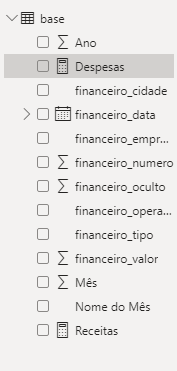 base
Ano
Despesas
financeiro_cidade
financeiro_data
financeiro_empr...
financeiro_numero
financeiro_oculto
financeiro_opera...
financeiro_tipo
financeiro_valor
Mês
Nome do Mês
Receitas